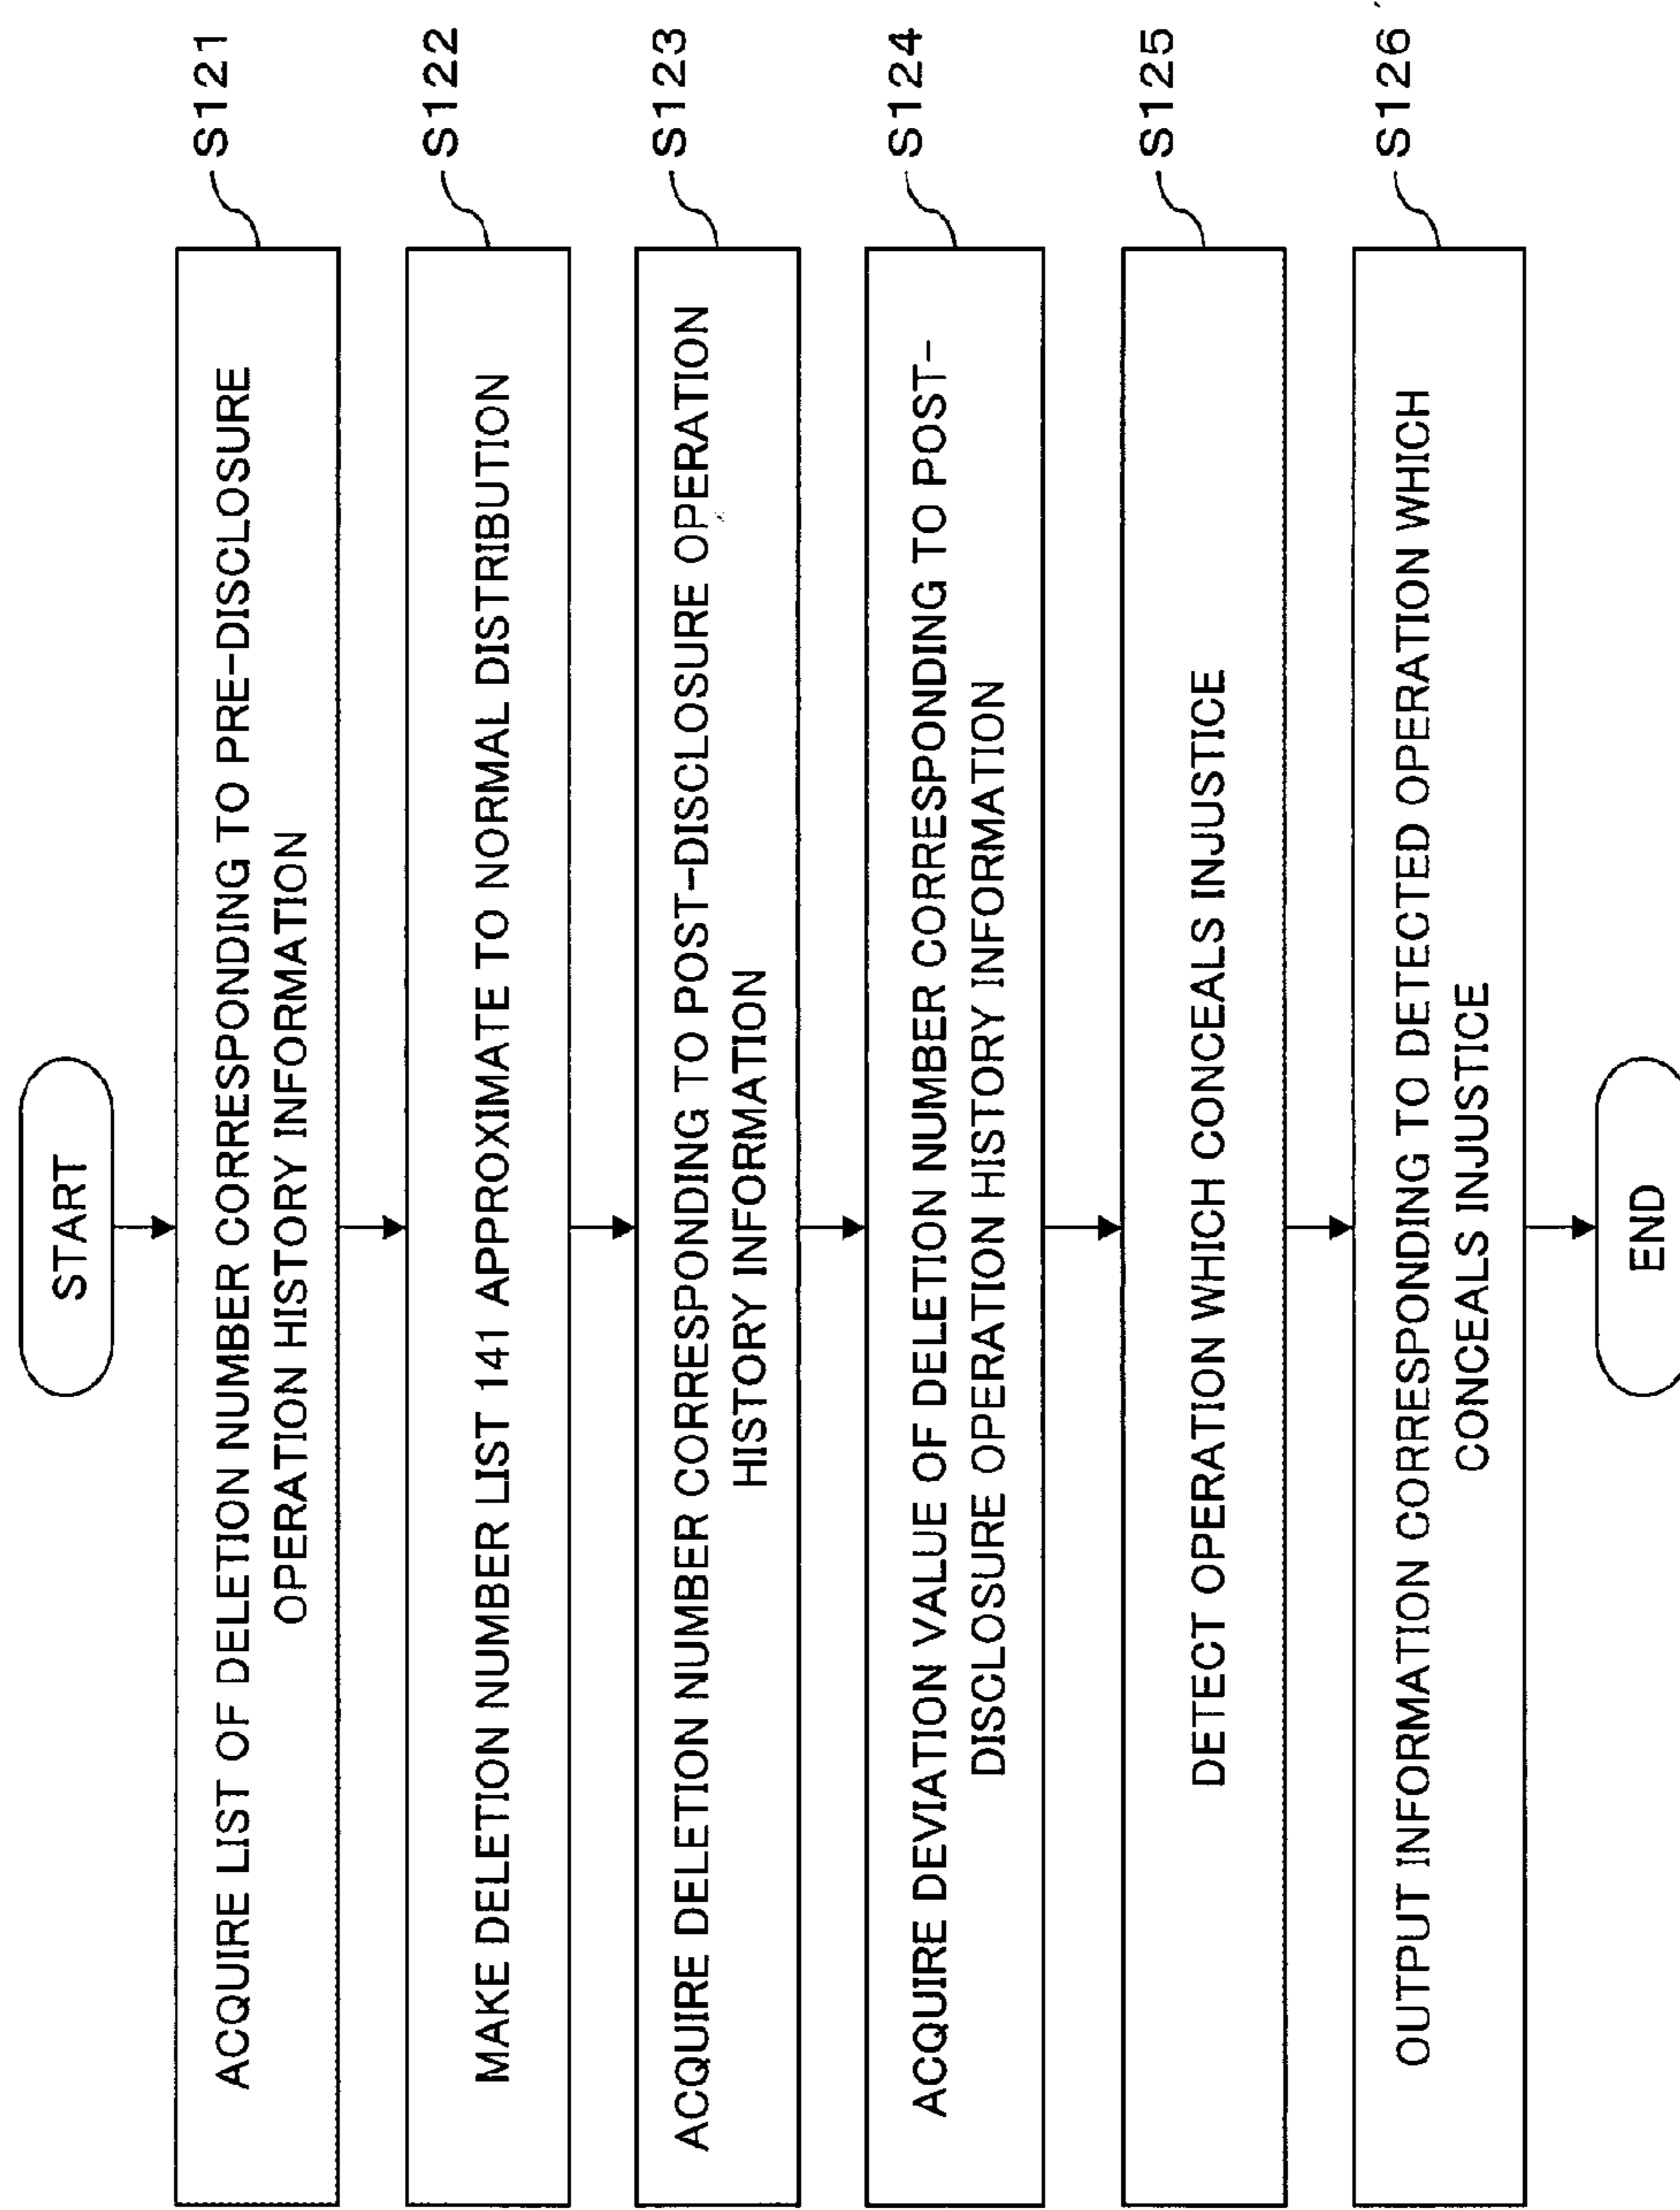 START
ACQUIRE LIST OF DELETION NUMBER CORRESPONDING TO PRE-DISCLOSURE
OPERATION HISTORY INFORMATION
S121
MAKE DELETION NUMBER LIST 141 APPROXIMATE TO NORMAL DISTRIBUTION
S122
ACQUIRE DELETION NUMBER CORRESPONDING TO POST-DISCLOSURE OPERATION
HISTORY INFORMATION
S123
ACQUIRE DEVIATION VALUE OF DELETION NUMBER CORRESPONDING TO POST-
DISCLOSURE OPERATION HISTORY INFORMATION
S124
DETECT OPERATION WHICH CONCEALS INJUSTICE
S125
OUTPUT INFORMATION CORRESPONDING TO DETECTED OPERATION WHICH
CONCEALS INJUSTICE
S126
END